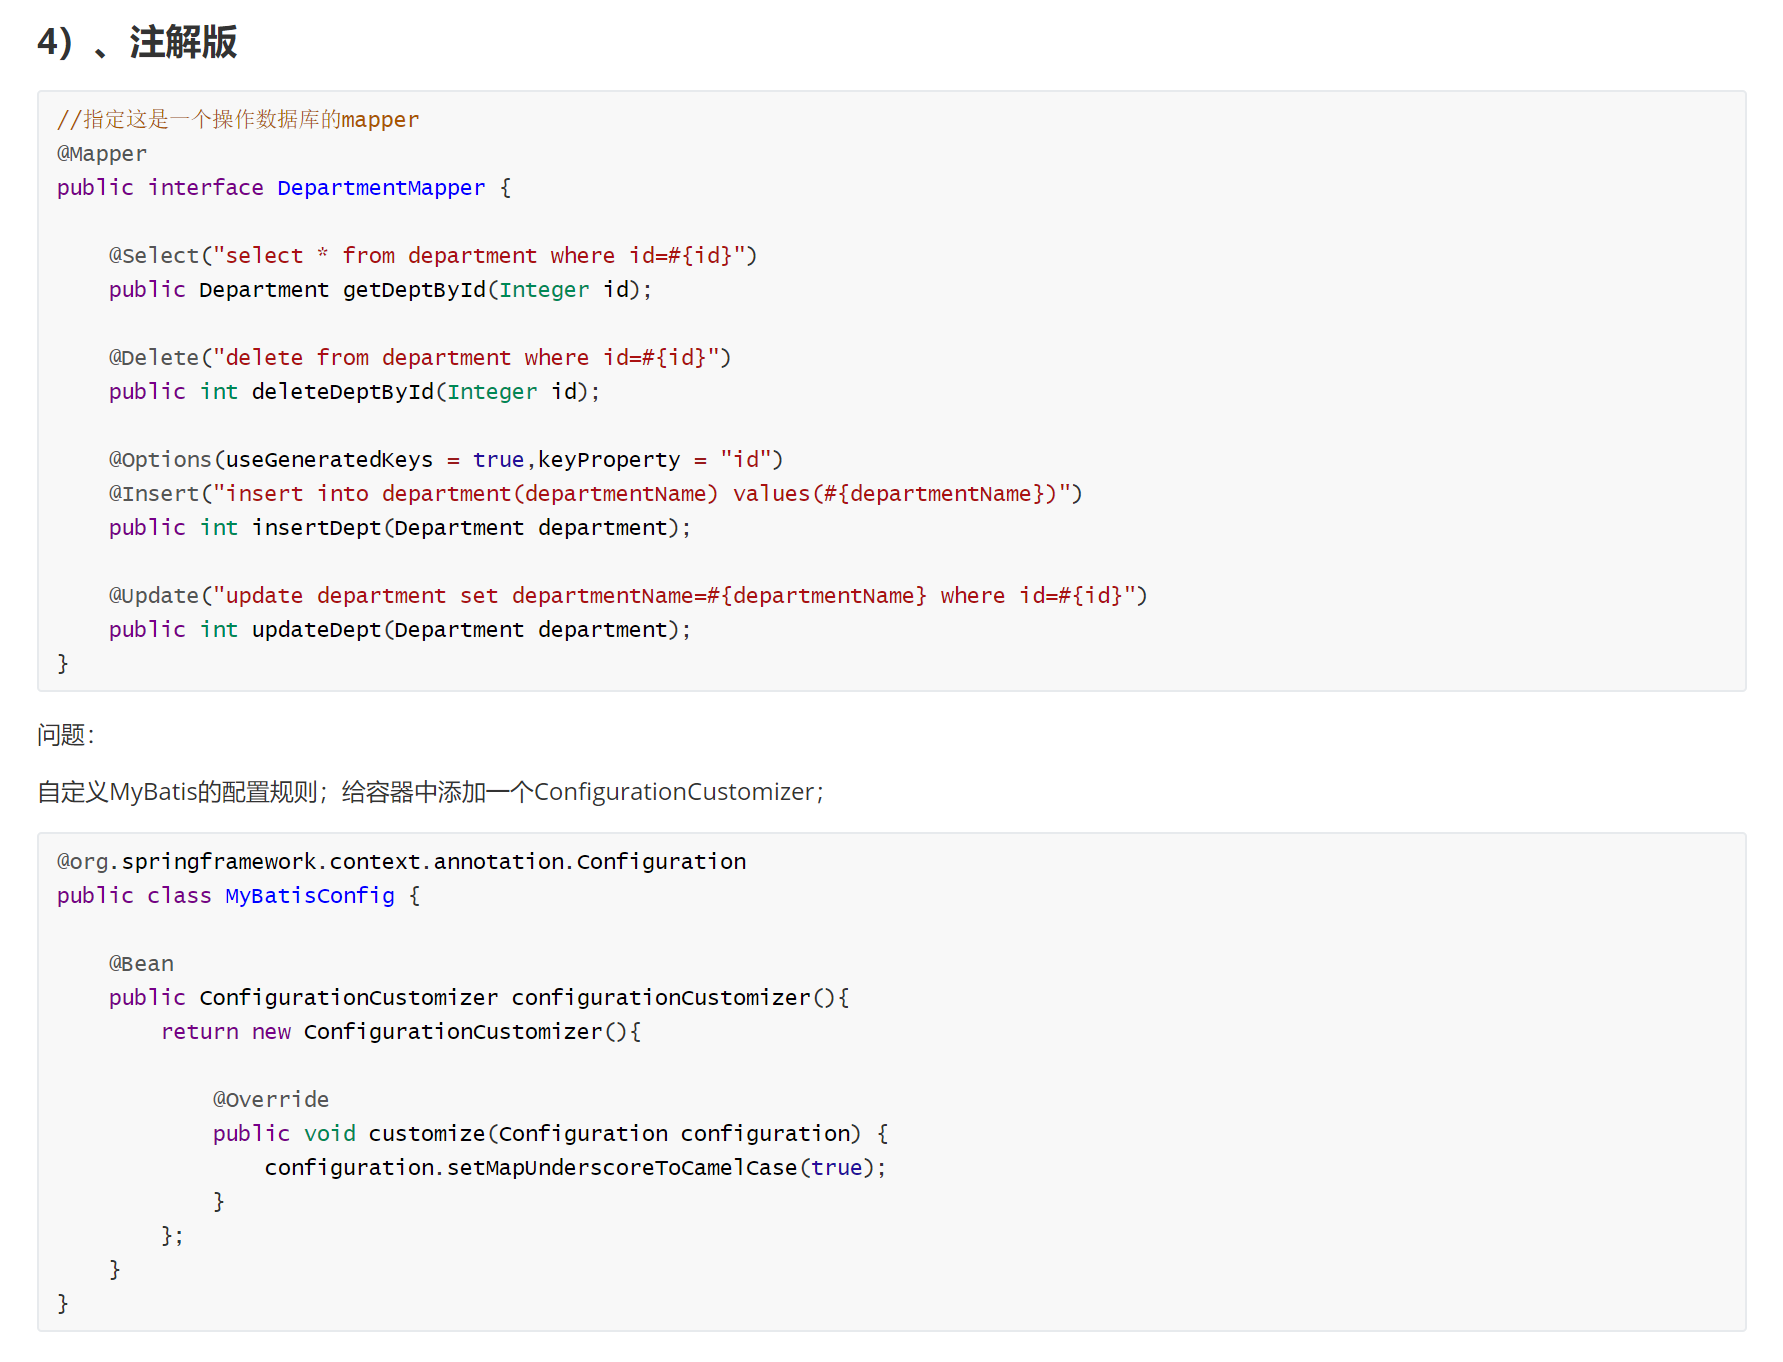 4）、注解版
//指定这是一个操作数据库的mapper
@Mapper
public interface DepartmentMapper {
    @Select("select * from department where id=#{id}")
    public Department getDeptById(Integer id);
    @Delete("delete from department where id=#{id}")
    public int deleteDeptById(Integer id);
    @Options(useGeneratedKeys = true,keyProperty = "id")
    @Insert("insert into department(departmentName) values(#{departmentName})")
    public int insertDept(Department department);
    @Update("update department set departmentName=#{departmentName} where id=#{id}")
    public int updateDept(Department department);
}
问题：
自定义MyBatis的配置规则；给容器中添加一个ConfigurationCustomizer；
@org.springframework.context.annotation.Configuration
public class MyBatisConfig {
    @Bean
    public ConfigurationCustomizer configurationCustomizer(){
        return new ConfigurationCustomizer(){
            @Override
            public void customize(Configuration configuration) {
                configuration.setMapUnderscoreToCamelCase(true);
            }
        };
    }
}